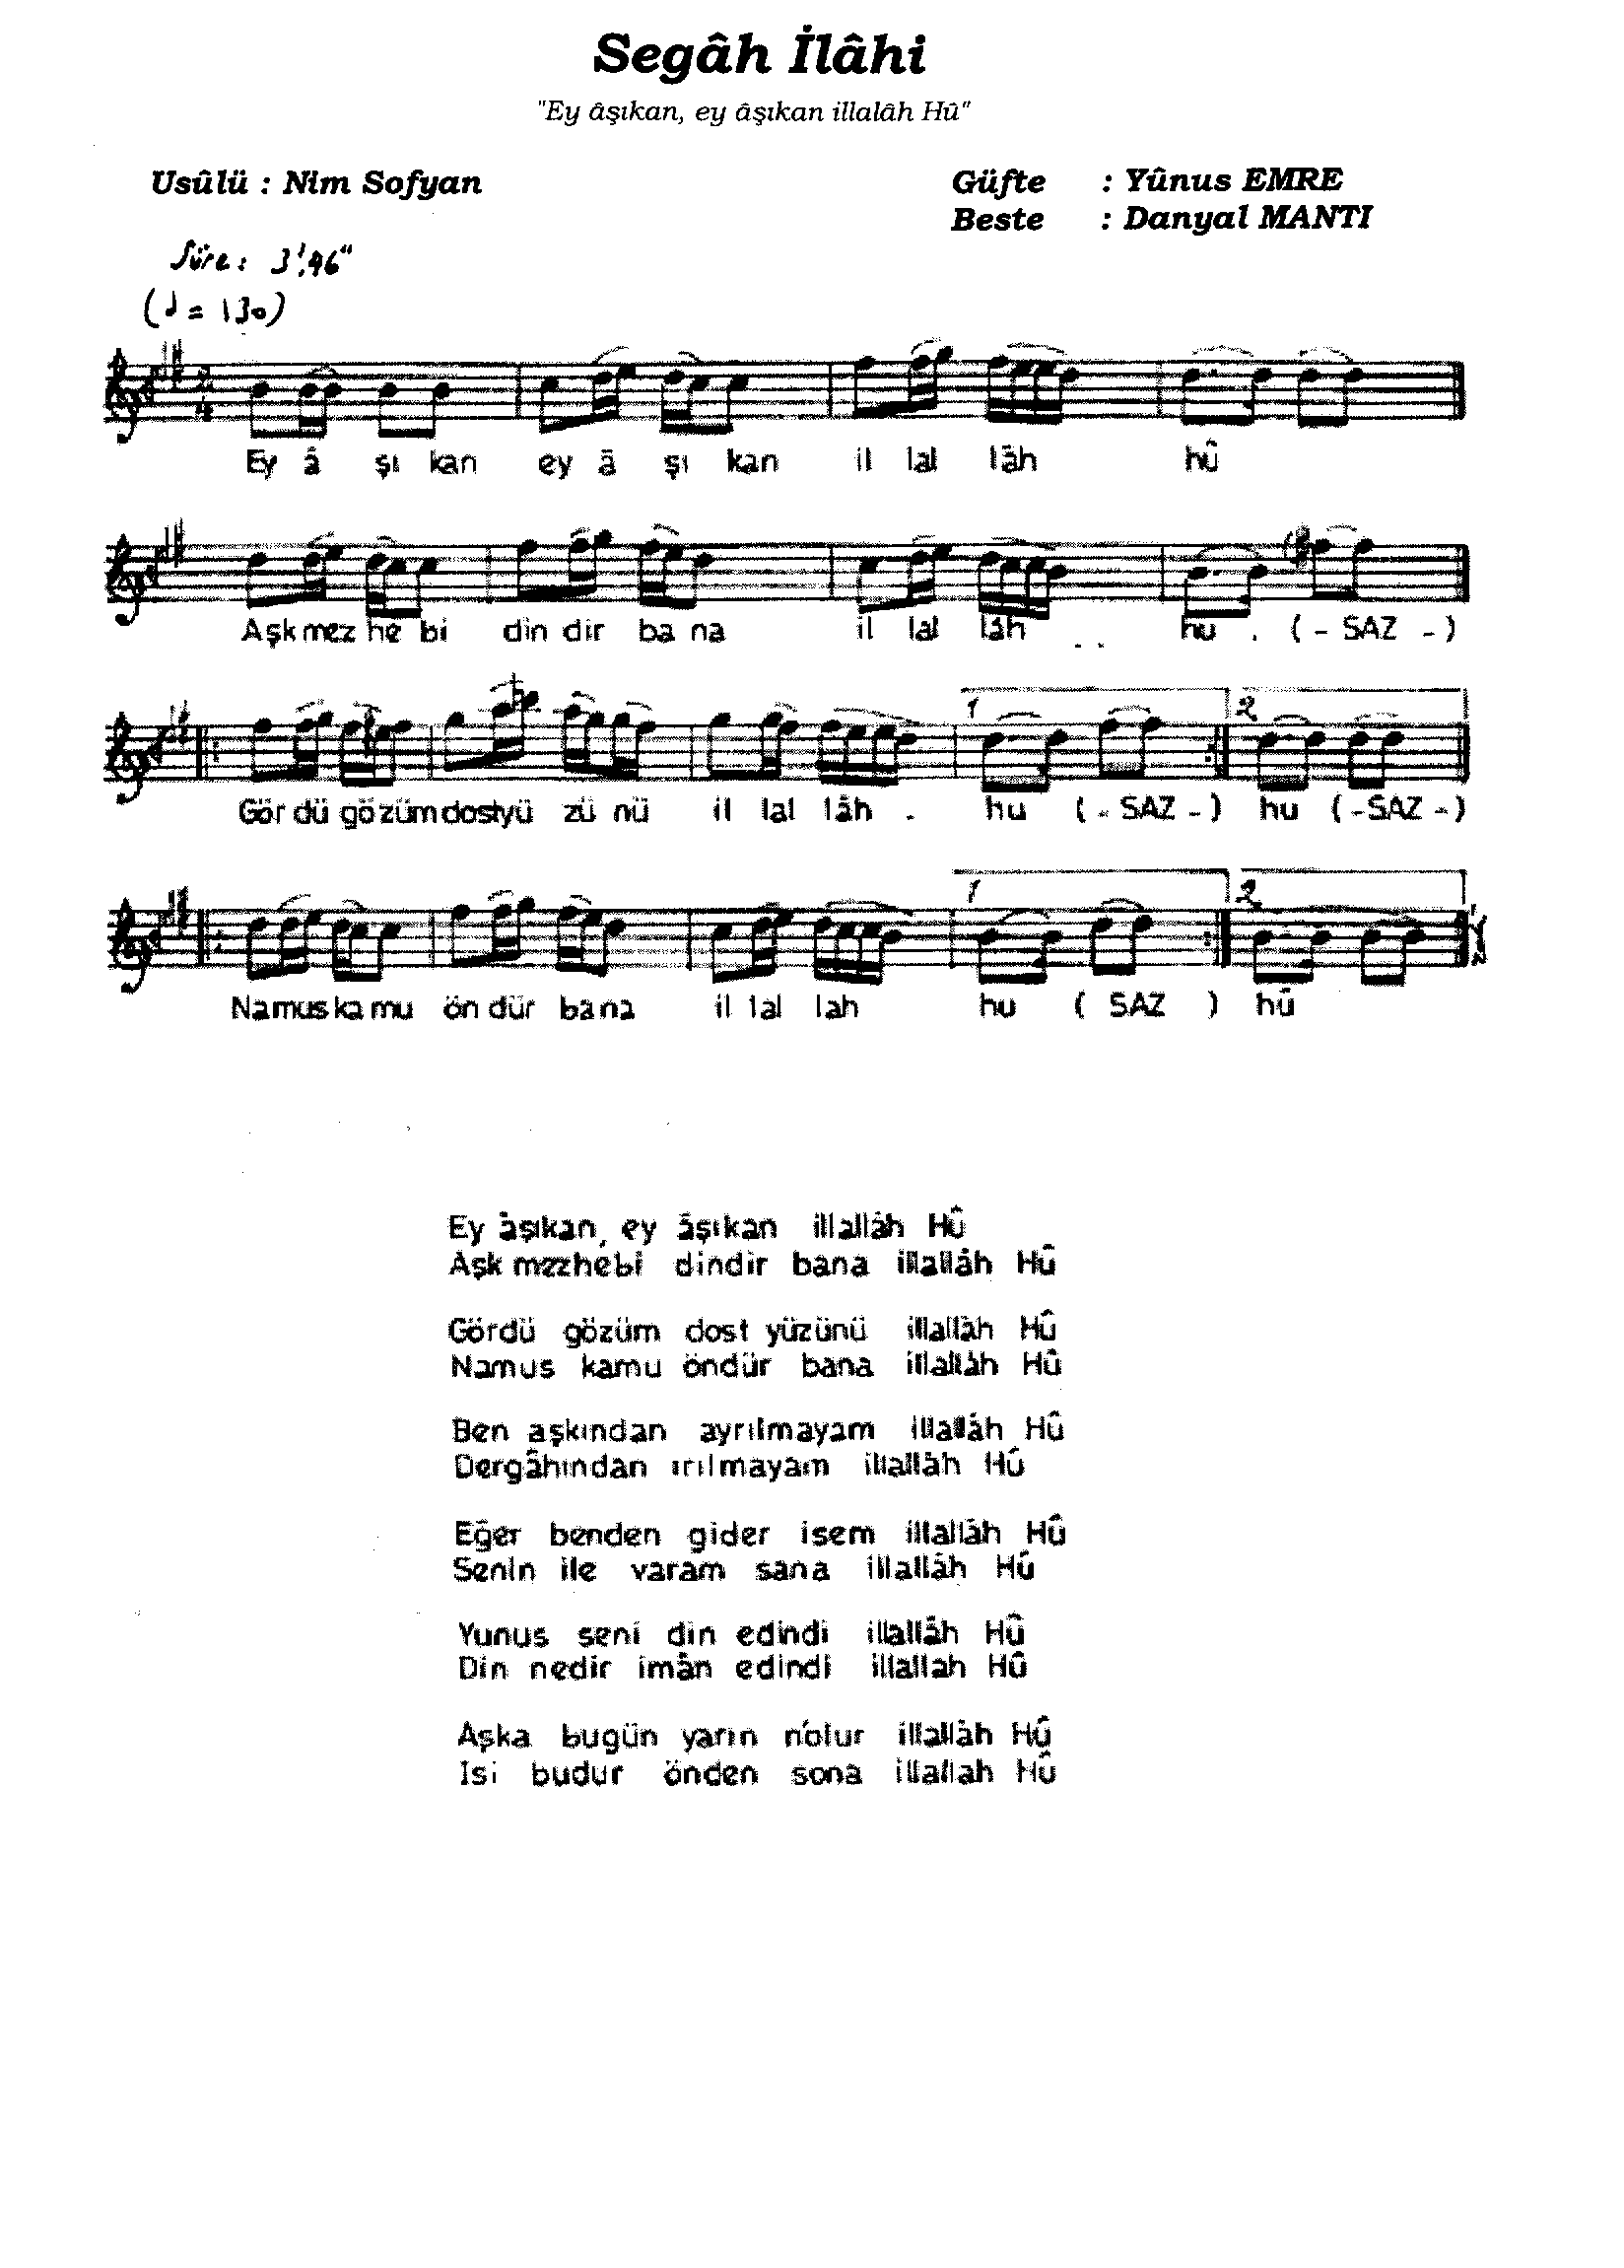 Segâh İlâhi
"Ey âşıkan, ey âşıkan illalâh Hû"
Usûlü : Nim Sofyan
Güfte : Yûnus EMRE
Beste : Danyal MANTI
Süre: 3'.46"
(♩ = 130)
2/4
Ey â şı kan ey â şı kan il lal lâh hû
Aşk mez he bi din dir ba na il lal lâh . . hu . ( - SAZ - )
1 2
Gör dü gö züm dost yü zü nü il lal lâh . hu ( - SAZ - ) hu ( - SAZ - )
1 2
Na mus ka mu ön dür ba na il lal lah hu ( SAZ ) hû
Ey âşıkan, ey âşıkan illallâh Hû
Aşk mezhebi dindir bana illallâh Hû
Gördü gözüm dost yüzünü illallâh Hû
Namus kamu öndür bana illallâh Hû
Ben aşkından ayrılmayam illallâh Hû
Dergâhından ırılmayam illallâh Hû
Eğer benden gider isem illallâh Hû
Senin ile varam sana illallâh Hû
Yunus seni din edindi illallâh Hû
Din nedir imân edindi illallah Hû
Aşka bugün yarın n'olur illallâh Hû
Isi budur önden sona illallah Hû